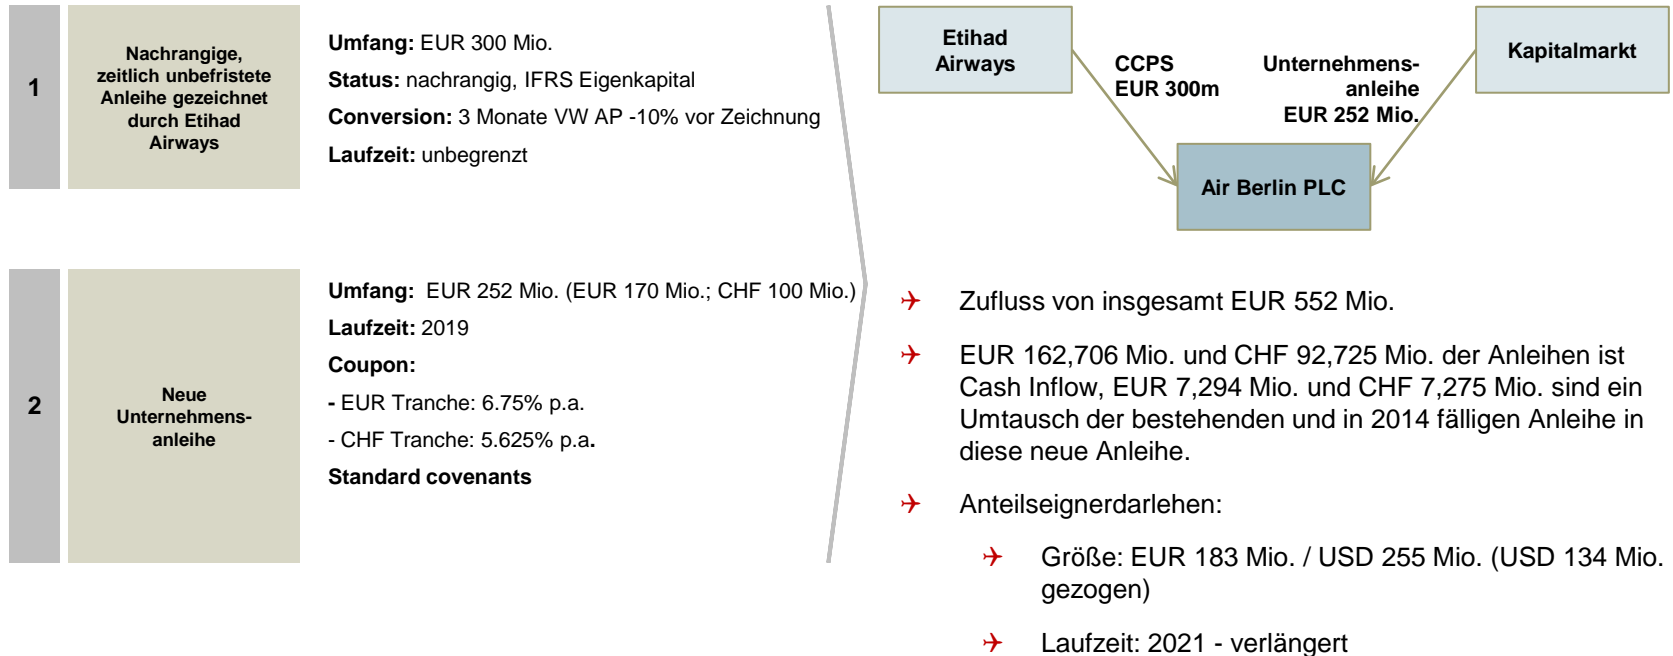 1
Nachrangige,
zeitlich unbefristete
Anleihe gezeichnet
durch Etihad
Airways
Umfang: EUR 300 Mio.
Status: nachrangig, IFRS Eigenkapital
Conversion: 3 Monate VW AP -10% vor Zeichnung
Laufzeit: unbegrenzt
2
Neue
Unternehmens-
anleihe
Umfang: EUR 252 Mio. (EUR 170 Mio.; CHF 100 Mio.)
Laufzeit: 2019
Coupon:
- EUR Tranche: 6.75% p.a.
- CHF Tranche: 5.625% p.a.
Standard covenants
Etihad
Airways
CCPS
EUR 300m
Unternehmens-
anleihe
EUR 252 Mio.
Kapitalmarkt
Air Berlin PLC
Zufluss von insgesamt EUR 552 Mio.
EUR 162,706 Mio. und CHF 92,725 Mio. der Anleihen ist
Cash Inflow, EUR 7,294 Mio. und CHF 7,275 Mio. sind ein
Umtausch der bestehenden und in 2014 fälligen Anleihe in
diese neue Anleihe.
Anteilseignerdarlehen:
Größe: EUR 183 Mio. / USD 255 Mio. (USD 134 Mio.
gezogen)
Laufzeit: 2021 - verlängert